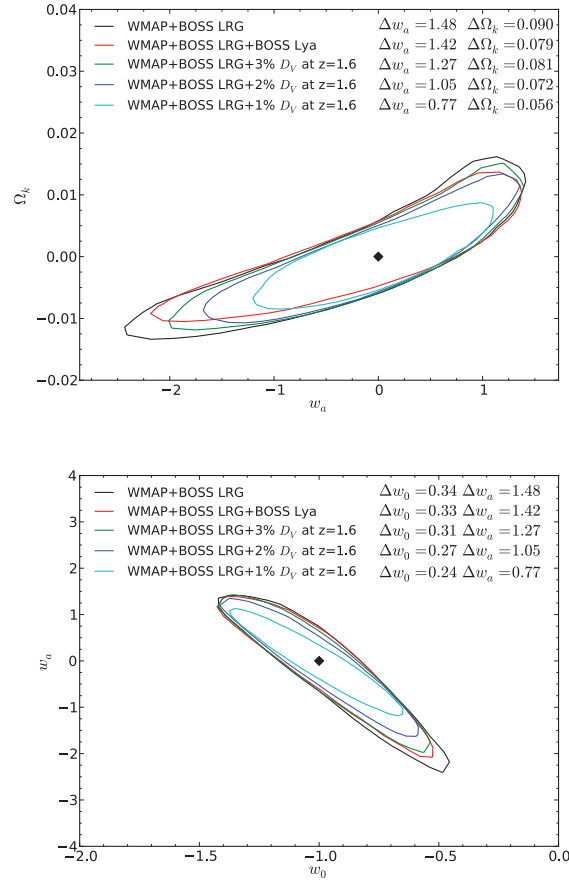 0.04
0.03
0.02
0.01
0.00
−0.01
−0.02
Ω_k
WMAP+BOSS LRG Δw_a = 1.48 ΔΩ_k = 0.090
WMAP+BOSS LRG+BOSS Lya Δw_a = 1.42 ΔΩ_k = 0.079
WMAP+BOSS LRG+3% D_V at z=1.6 Δw_a = 1.27 ΔΩ_k = 0.081
WMAP+BOSS LRG+2% D_V at z=1.6 Δw_a = 1.05 ΔΩ_k = 0.072
WMAP+BOSS LRG+1% D_V at z=1.6 Δw_a = 0.77 ΔΩ_k = 0.056
−2 −1 0 1
w_a
4
3
2
1
0
−1
−2
−3
−4
w_a
WMAP+BOSS LRG Δw_0 = 0.34 Δw_a = 1.48
WMAP+BOSS LRG+BOSS Lya Δw_0 = 0.33 Δw_a = 1.42
WMAP+BOSS LRG+3% D_V at z=1.6 Δw_0 = 0.31 Δw_a = 1.27
WMAP+BOSS LRG+2% D_V at z=1.6 Δw_0 = 0.27 Δw_a = 1.05
WMAP+BOSS LRG+1% D_V at z=1.6 Δw_0 = 0.24 Δw_a = 0.77
−2.0 −1.5 −1.0 −0.5 0.0
w_0